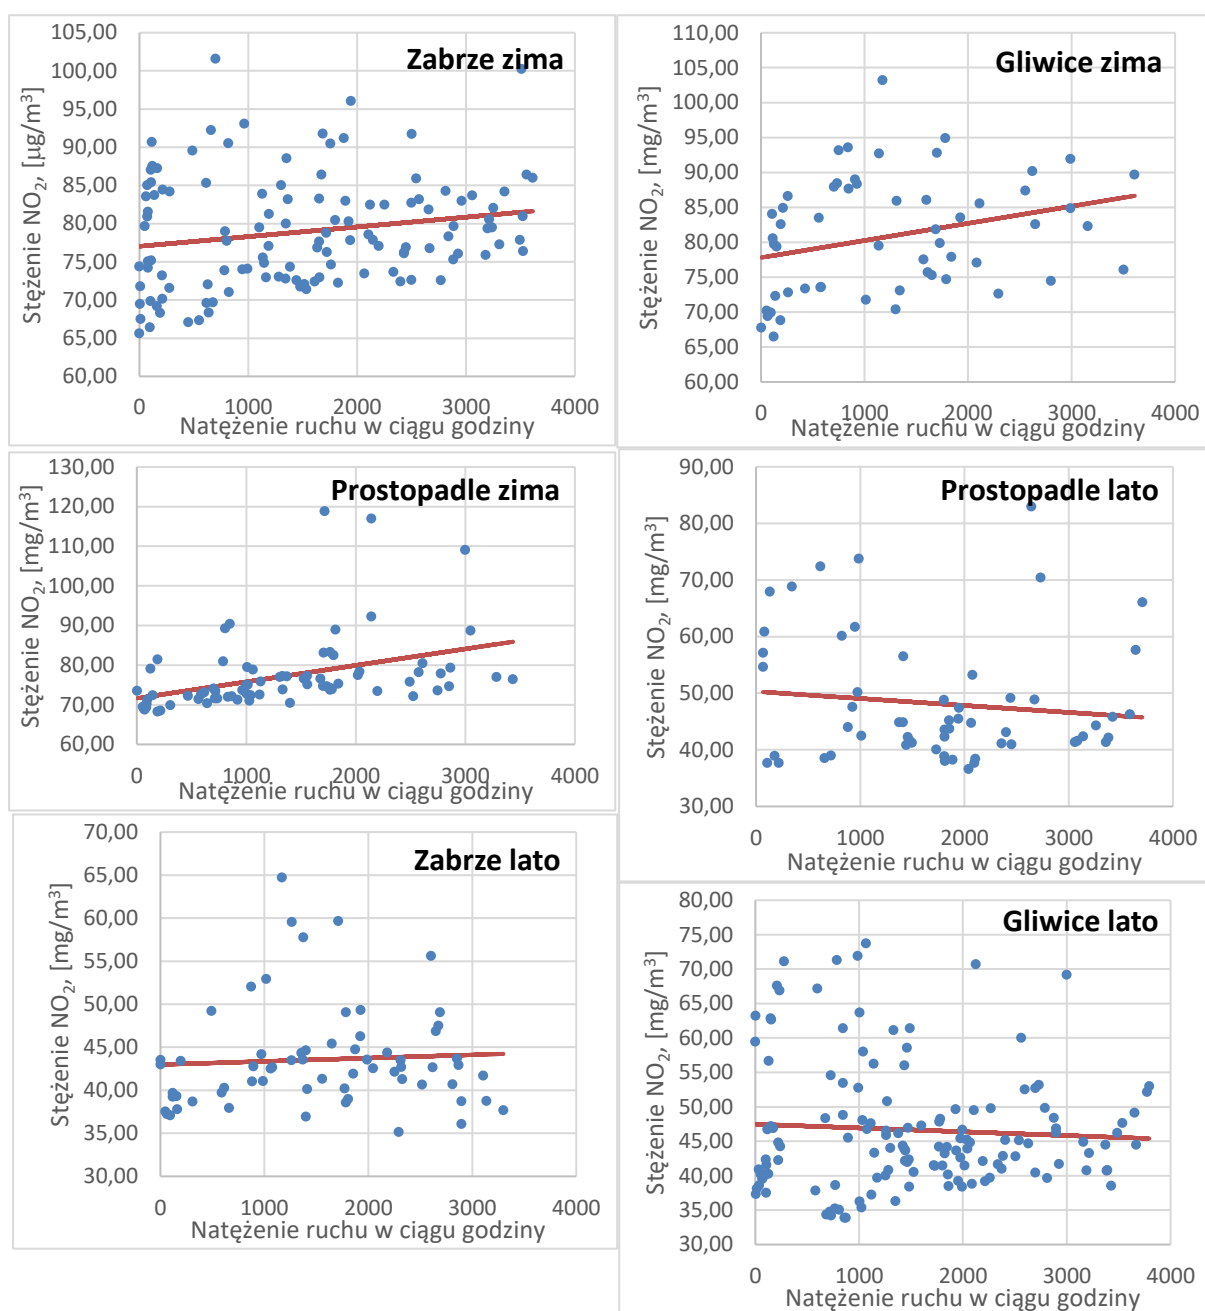 Zabrze zima
Stężenie NO₂, [µg/m³]
105,00
100,00
95,00
90,00
85,00
80,00
75,00
70,00
65,00
60,00
0 1000 2000 3000 4000
Natężenie ruchu w ciągu godziny
Gliwice zima
Stężenie NO₂, [mg/m³]
110,00
105,00
100,00
95,00
90,00
85,00
80,00
75,00
70,00
65,00
60,00
0 1000 2000 3000 4000
Natężenie ruchu w ciągu godziny
Prostopadle zima
Stężenie NO₂, [mg/m³]
130,00
120,00
110,00
100,00
90,00
80,00
70,00
60,00
0 1000 2000 3000 4000
Natężenie ruchu w ciągu godziny
Prostopadle lato
Stężenie NO₂, [mg/m³]
90,00
80,00
70,00
60,00
50,00
40,00
30,00
0 1000 2000 3000 4000
Natężenie ruchu w ciągu godziny
Zabrze lato
Stężenie NO₂, [mg/m³]
70,00
65,00
60,00
55,00
50,00
45,00
40,00
35,00
30,00
0 1000 2000 3000 4000
Natężenie ruchu w ciągu godziny
Gliwice lato
Stężenie NO₂, [mg/m³]
80,00
75,00
70,00
65,00
60,00
55,00
50,00
45,00
40,00
35,00
30,00
0 1000 2000 3000 4000
Natężenie ruchu w ciągu godziny